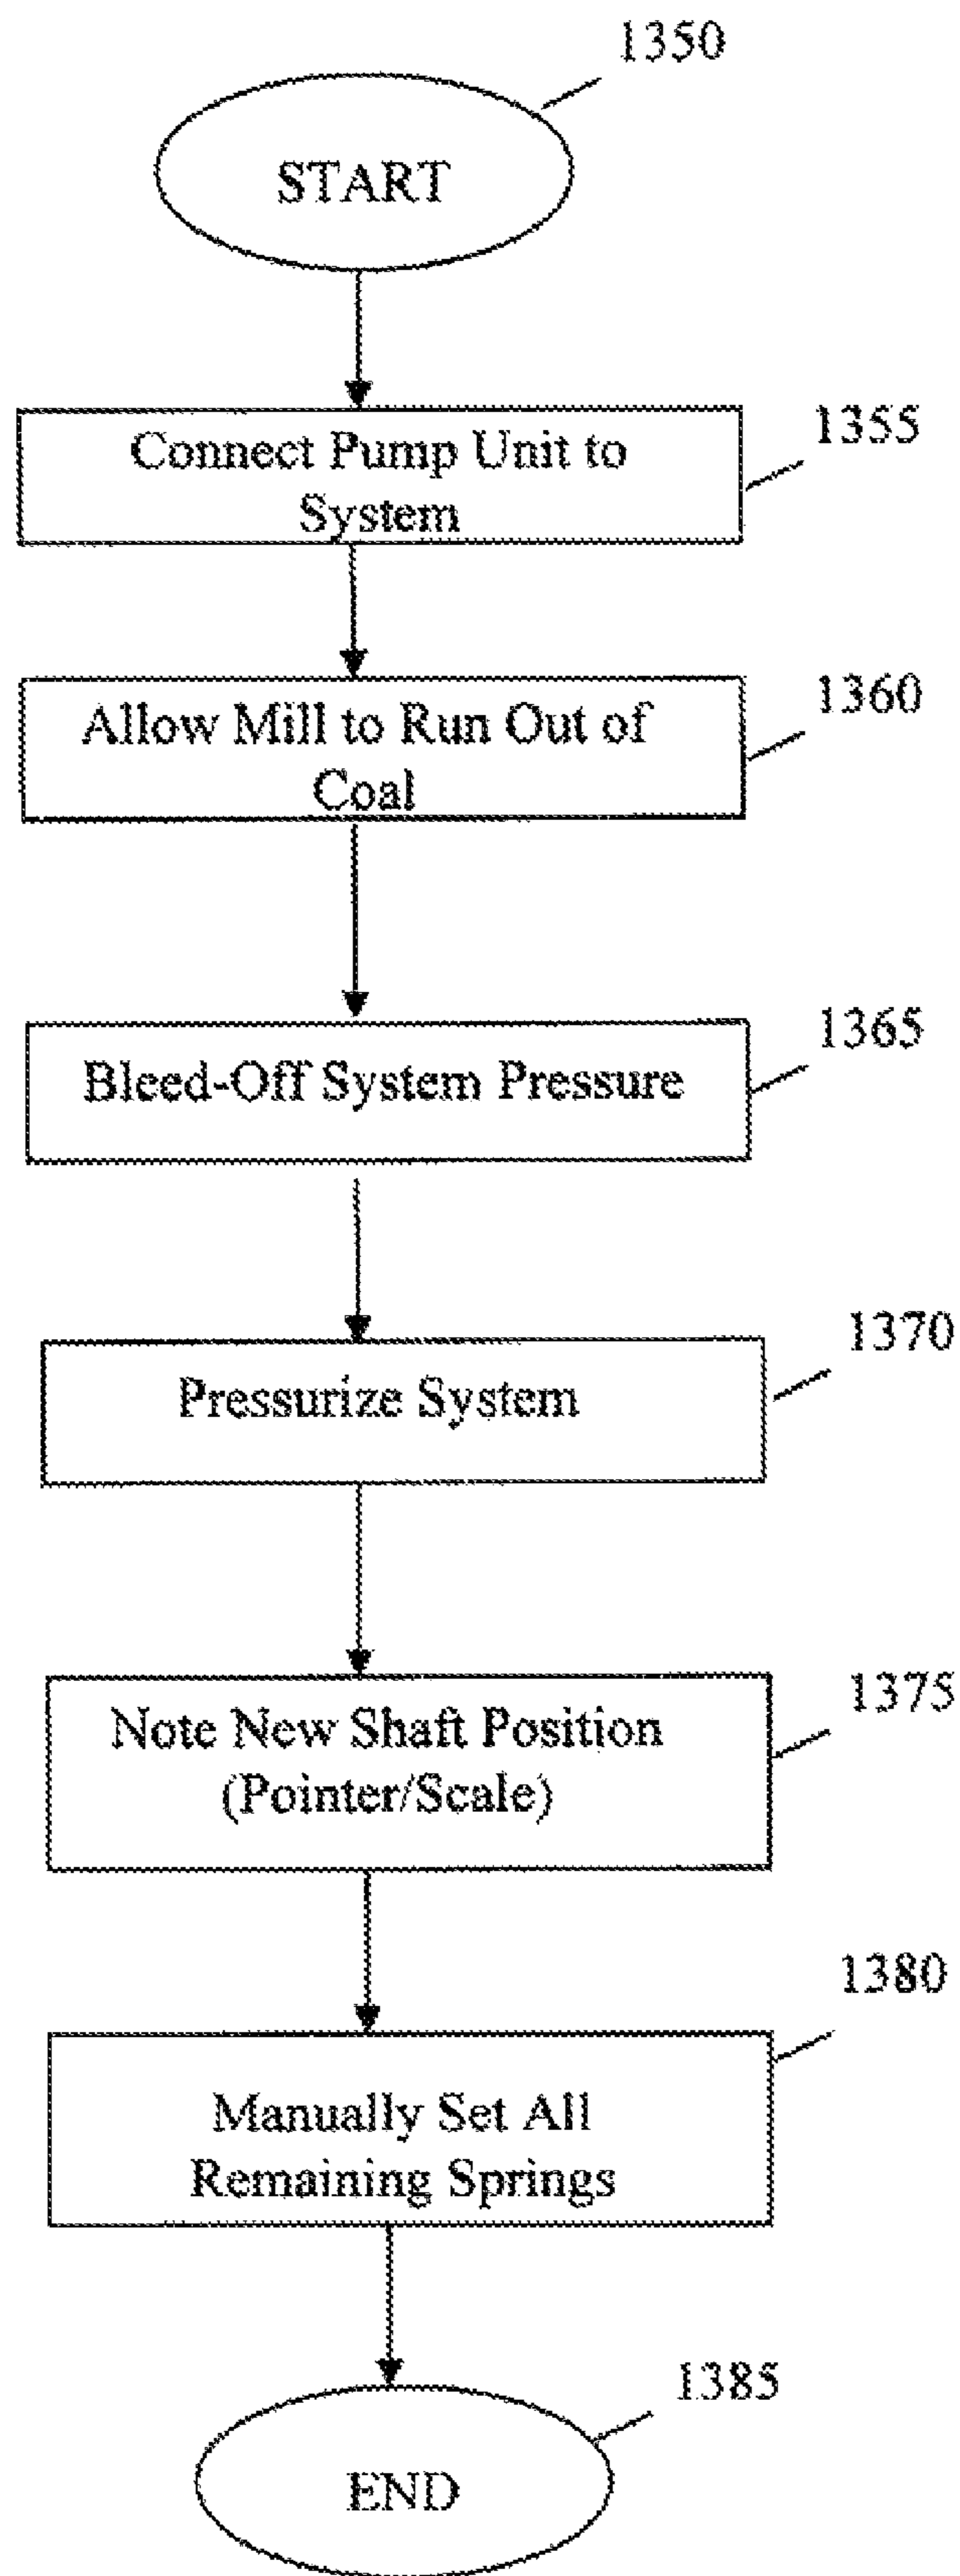 1350
START
1355
Connect Pump Unit to
System
1360
Allow Mill to Run Out of
Coal
1365
Bleed-Off System Pressure
1370
Pressurize System
1375
Note New Shaft Position
(Pointer/Scale)
1380
Manually Set All
Remaining Springs
1385
END